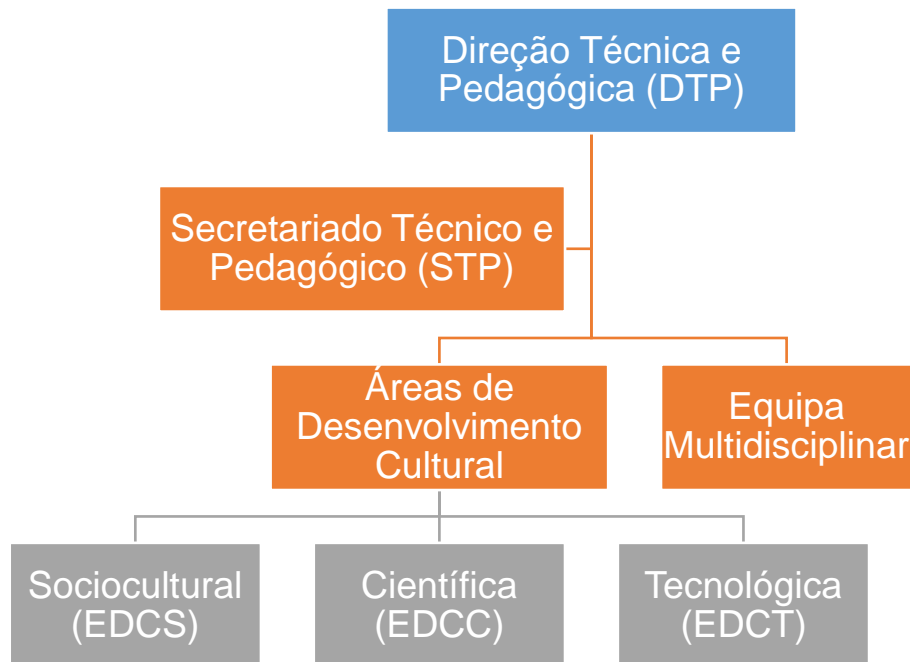 Direção Técnica e
Pedagógica (DTP)
Secretariado Técnico e
Pedagógico (STP)
Áreas de
Desenvolvimento
Cultural
Equipa
Multidisciplinar
Sociocultural
(EDCS)
Científica
(EDCC)
Tecnológica
(EDCT)